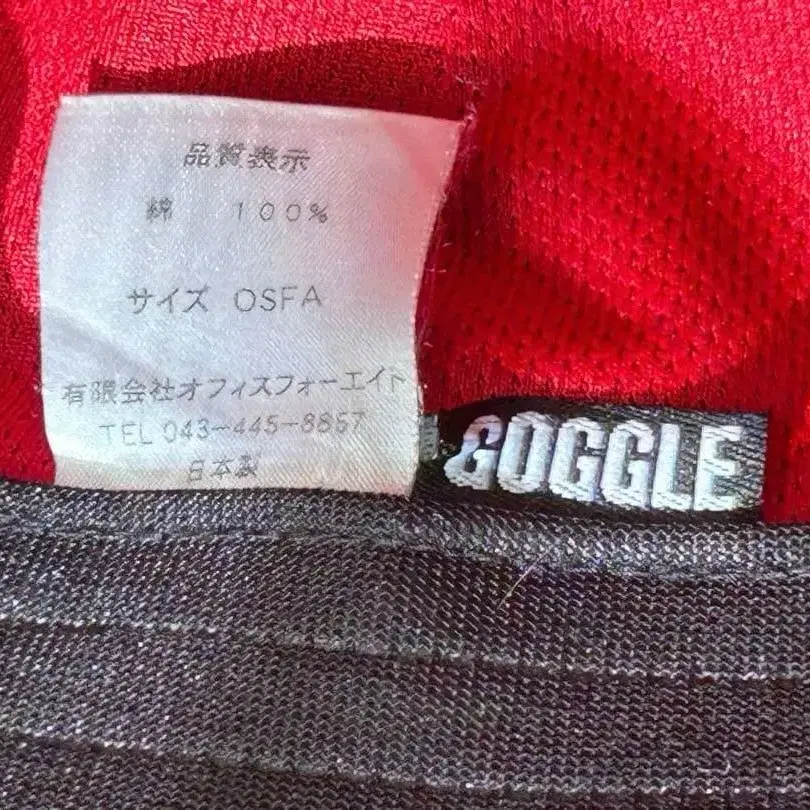 品質表示
綿 100%
サイズ OSFA
有限会社オフィスフォーエイト
TEL 043-445-8867
日本製
GOGGLE